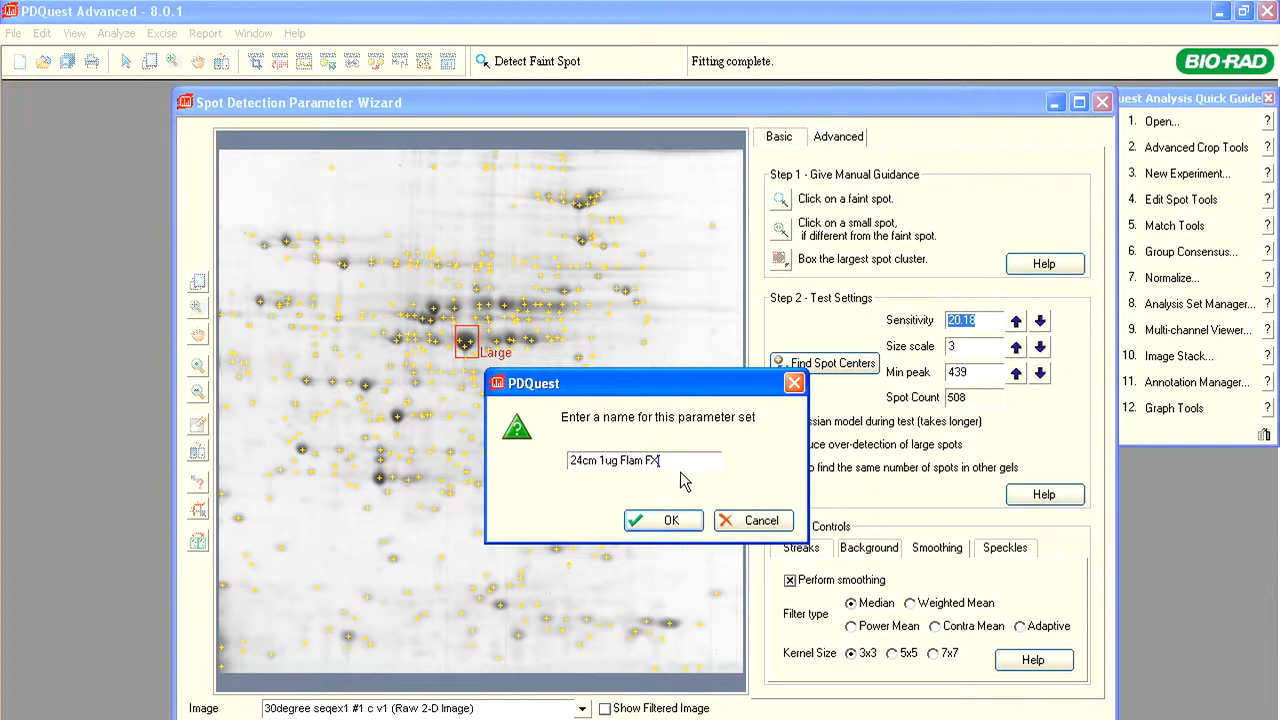 PDQuest Advanced - 8.0.1
File Edit View Analyze Excise Report Window Help
Detect Faint Spot
Fitting complete.
BIO-RAD
Spot Detection Parameter Wizard
Large
Basic Advanced
Step 1 - Give Manual Guidance
Click on a faint spot.
Click on a small spot,
if different from the faint spot.
Box the largest spot cluster.
Help
Step 2 - Test Settings
Sensitivity 20.18
Size scale 3
Find Spot Centers
Min peak 439
Spot Count 508
ssian model during test (takes longer)
uce over-detection of large spots
to find the same number of spots in other gels
Help
Controls
Streaks Background Smoothing Speckles
Perform smoothing
Filter type
Median Weighted Mean
Power Mean Contra Mean Adaptive
Kernel Size 3x3 5x5 7x7
Help
PDQuest
Enter a name for this parameter set
24cm 1ug Flam FX
OK Cancel
Image 30degree seqex1 #1 c v1 (Raw 2-D Image) Show Filtered Image
uest Analysis Quick Guide
1. Open... ?
2. Advanced Crop Tools ?
3. New Experiment... ?
4. Edit Spot Tools ?
5. Match Tools ?
6. Group Consensus... ?
7. Normalize... ?
8. Analysis Set Manager... ?
9. Multi-channel Viewer... ?
10. Image Stack... ?
11. Annotation Manager... ?
12. Graph Tools ?